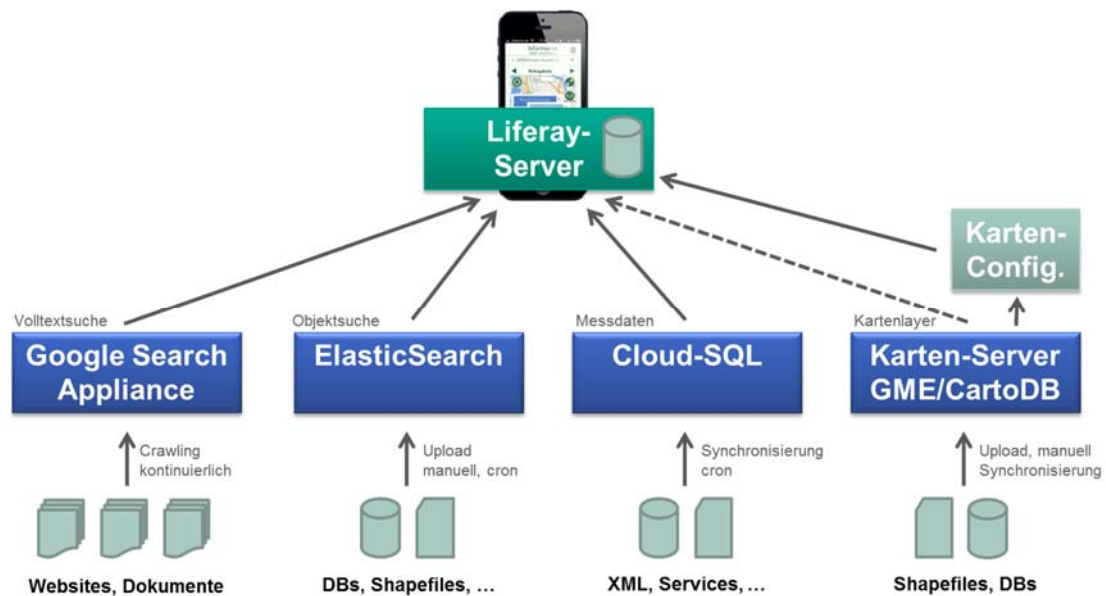 Liferay-
Server
Karten-
Config.
Volltextsuche
Objektsuche
Messdaten
Kartenlayer
Google Search
Appliance
ElasticSearch
Cloud-SQL
Karten-Server
GME/CartoDB
Crawling
kontinuierlich
Upload
manuell, cron
Synchronisierung
cron
Upload, manuell
Synchronisierung
Websites, Dokumente
DBs, Shapefiles, …
XML, Services, …
Shapefiles, DBs